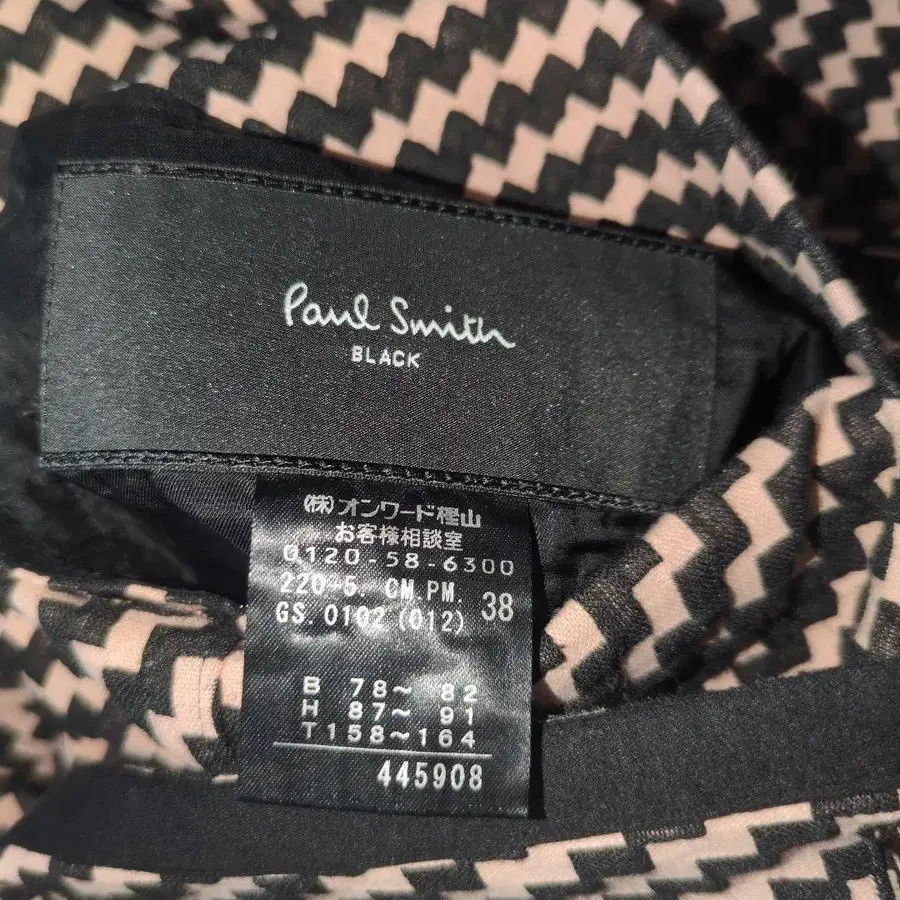 Paul Smith
BLACK
(株)オンワード樫山
お客様相談室
0120-58-6300
220-5. CM.PM. 38
GS.0102(012)
B 78~ 82
H 87~ 91
T158~164
445908